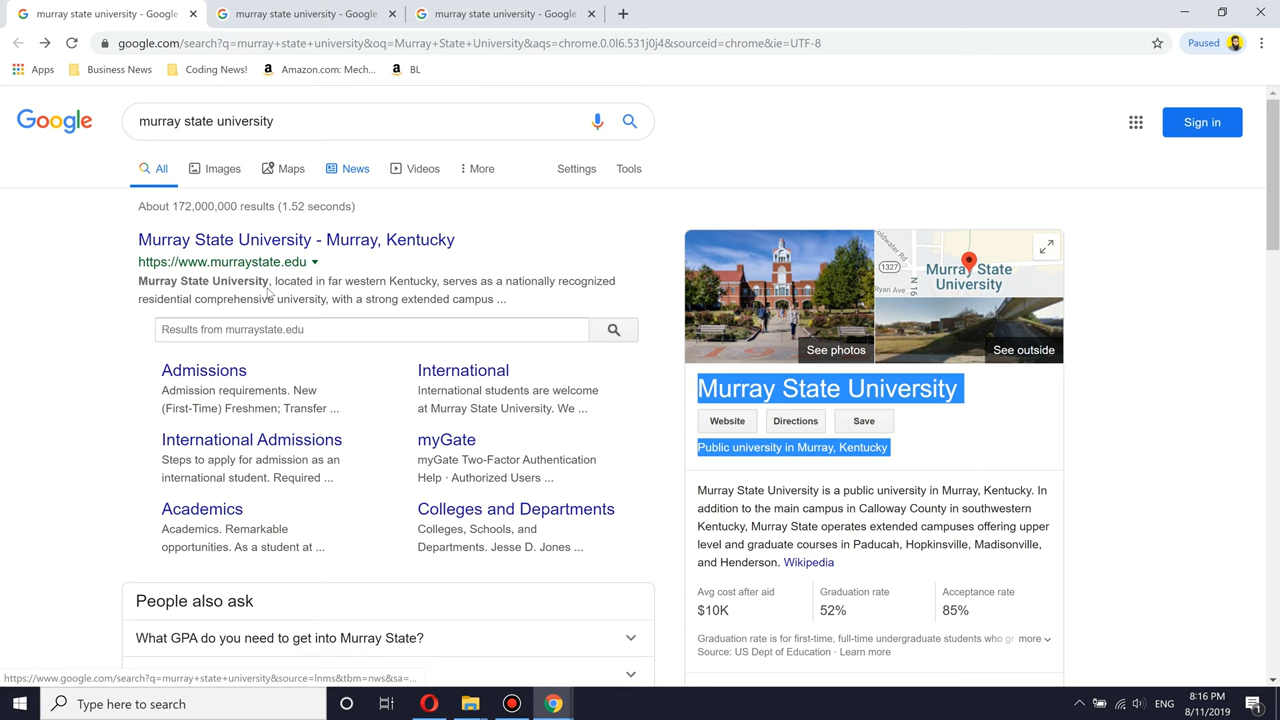 murray state university - Google
murray state university - Google
murray state university - Google
google.com/search?q=murray+state+university&oq=Murray+State+University&aqs=chrome.0.0l6.531j0j4&sourceid=chrome&ie=UTF-8
Paused
Apps
Business News
Coding News!
Amazon.com: Mech...
BL
Google
murray state university
Sign in
All
Images
Maps
News
Videos
More
Settings
Tools
About 172,000,000 results (1.52 seconds)
Murray State University - Murray, Kentucky
https://www.murraystate.edu
Murray State University, located in far western Kentucky, serves as a nationally recognized
residential comprehensive university, with a strong extended campus ...
Results from murraystate.edu
Admissions
Admission requirements. New
(First-Time) Freshmen; Transfer ...
International
International students are welcome
at Murray State University. We ...
International Admissions
Steps to apply for admission as an
international student. Required ...
myGate
myGate Two-Factor Authentication
Help · Authorized Users ...
Academics
Academics. Remarkable
opportunities. As a student at ...
Colleges and Departments
Colleges, Schools, and
Departments. Jesse D. Jones ...
People also ask
What GPA do you need to get into Murray State?
https://www.google.com/search?q=murray+state+university&source=lnms&tbm=nws&sa=...
See photos
1327
Ryan Ave.
N16
Murray State
University
See outside
Murray State University
Website
Directions
Save
Public university in Murray, Kentucky
Murray State University is a public university in Murray, Kentucky. In
addition to the main campus in Calloway County in southwestern
Kentucky, Murray State operates extended campuses offering upper
level and graduate courses in Paducah, Hopkinsville, Madisonville,
and Henderson. Wikipedia
Avg cost after aid
$10K
Graduation rate
52%
Acceptance rate
85%
Graduation rate is for first-time, full-time undergraduate students who gr more
Source: US Dept of Education · Learn more
Type here to search
ENG
8:16 PM
8/11/2019
1